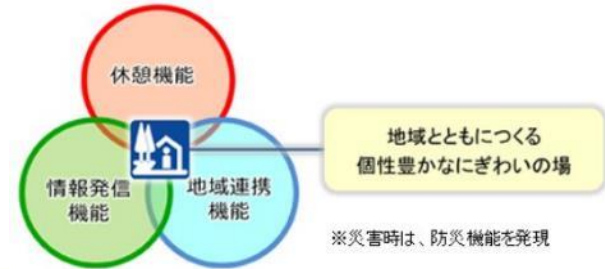 休憩機能
情報発信
機能
地域連携
機能
地域とともにつくる
個性豊かなにぎわいの場
※災害時は、防災機能を発現